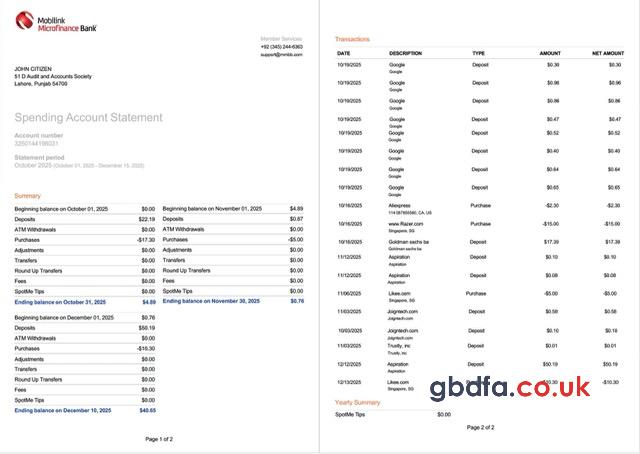 Mobilink
Microfinance Bank
Member Services
+92 (345) 244-6363
support@mmbb.com
JOHN CITIZEN
51 D Audit and Accounts Society
Lahore, Punjab 54700
Spending Account Statement
Account number
3250144198031
Statement period
October 2025 (October 01, 2025 - December 15, 2025)
Summary
Beginning balance on October 01, 2025 $0.00
Deposits $22.19
ATM Withdrawals $0.00
Purchases -$17.30
Adjustments $0.00
Transfers $0.00
Round Up Transfers $0.00
Fees $0.00
SpotMe Tips $0.00
Ending balance on October 31, 2025 $4.89
Beginning balance on November 01, 2025 $4.89
Deposits $0.87
ATM Withdrawals $0.00
Purchases -$5.00
Adjustments $0.00
Transfers $0.00
Round Up Transfers $0.00
Fees $0.00
SpotMe Tips $0.00
Ending balance on November 30, 2025 $0.76
Beginning balance on December 01, 2025 $0.76
Deposits $50.19
ATM Withdrawals $0.00
Purchases -$10.30
Adjustments $0.00
Transfers $0.00
Round Up Transfers $0.00
Fees $0.00
SpotMe Tips $0.00
Ending balance on December 10, 2025 $40.65
Page 1 of 2
Transactions
DATE DESCRIPTION TYPE AMOUNT NET AMOUNT
10/19/2025 Google Deposit $0.30 $0.30
Google
10/19/2025 Google Deposit $0.96 $0.96
Google
10/19/2025 Google Deposit $0.86 $0.86
Google
10/19/2025 Google Deposit $0.47 $0.47
Google
10/19/2025 Google Deposit $0.52 $0.52
Google
10/19/2025 Google Deposit $0.40 $0.40
Google
10/19/2025 Google Deposit $0.64 $0.64
Google
10/19/2025 Google Deposit $0.65 $0.65
Google
10/16/2025 Aliexpress Purchase -$2.30 -$2.30
CA, US
10/16/2025 www.Razer.com Purchase -$15.00 -$15.00
Singapore, SG
10/16/2025 Goldman sachs ba Deposit $17.39 $17.39
Goldman sachs ba
11/12/2025 Aspiration Deposit $0.10 $0.10
Aspiration
11/12/2025 Aspiration Deposit $0.08 $0.08
Aspiration
11/06/2025 Likee.com Purchase -$5.00 -$5.00
Singapore, SG
11/03/2025 Joigntech.com Deposit $0.58 $0.58
Joigntech.com
10/03/2025 Joigntech.com Deposit $0.10
Joigntech.com
11/03/2025 Trustly, inc Deposit $0.01 $0.01
Trustly, inc
12/12/2025 Aspiration Deposit $50.19 $50.19
Aspiration
12/13/2025 Likes.com -$10.30
Singapore, SG
gbdfa.co.uk
Yearly Summary
SpotMe Tips $0.00
Page 2 of 2